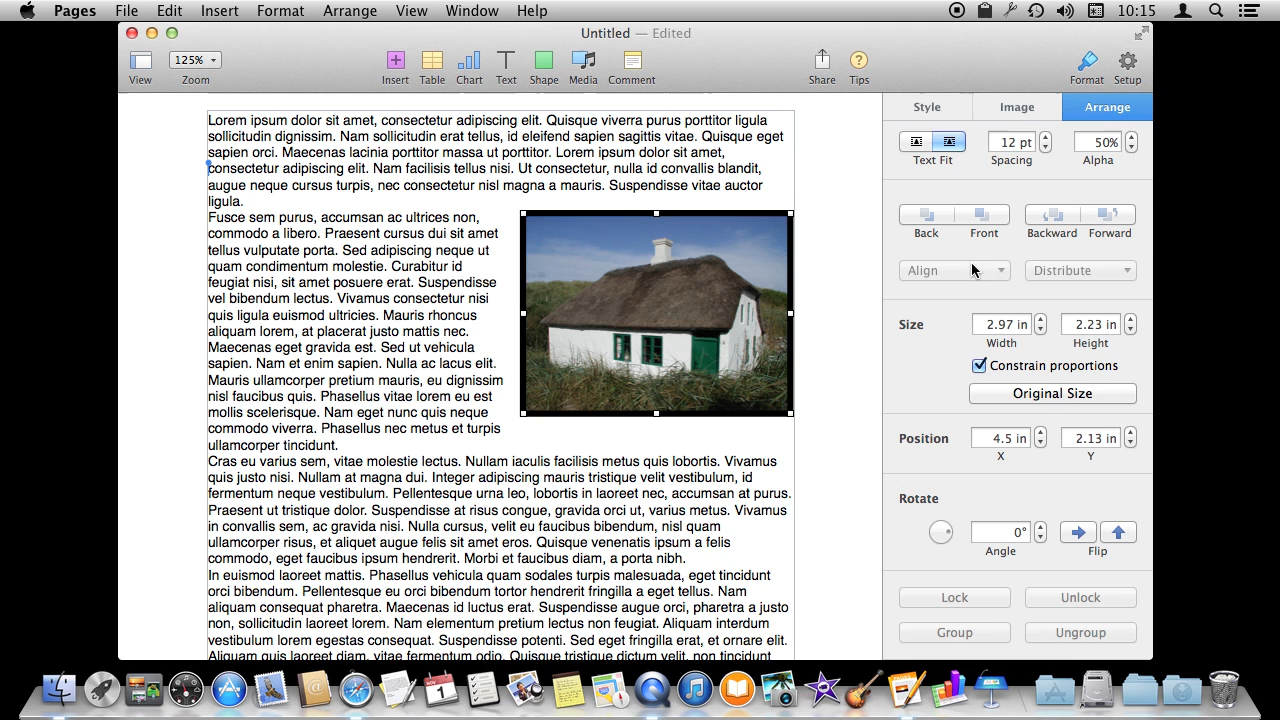 Pages File Edit Insert Format Arrange View Window Help 10:15
Untitled — Edited
125%
View Zoom Insert Table Chart Text Shape Media Comment Share Tips Format Setup
Style Image Arrange
Lorem ipsum dolor sit amet, consectetur adipiscing elit. Quisque viverra purus porttitor ligula
sollicitudin dignissim. Nam sollicitudin erat tellus, id eleifend sapien sagittis vitae. Quisque eget
sapien orci. Maecenas lacinia porttitor massa ut porttitor. Lorem ipsum dolor sit amet,
consectetur adipiscing elit. Nam facilisis tellus nisi. Ut consectetur, nulla id convallis blandit,
augue neque cursus turpis, nec consectetur nisl magna a mauris. Suspendisse vitae auctor
ligula.
Fusce sem purus, accumsan ac ultrices non,
commodo a libero. Praesent cursus dui sit amet
tellus vulputate porta. Sed adipiscing neque ut
quam condimentum molestie. Curabitur id
feugiat nisi, sit amet posuere erat. Suspendisse
vel bibendum lectus. Vivamus consectetur nisi
quis ligula euismod ultricies. Mauris rhoncus
aliquam lorem, at placerat justo mattis nec.
Maecenas eget gravida est. Sed ut vehicula
sapien. Nam et enim sapien. Nulla ac lacus elit.
Mauris ullamcorper pretium mauris, eu dignissim
nisl faucibus quis. Phasellus vitae lorem eu est
mollis scelerisque. Nam eget nunc quis neque
commodo viverra. Phasellus nec metus et turpis
ullamcorper tincidunt.
Cras eu varius sem, vitae molestie lectus. Nullam iaculis facilisis metus quis lobortis. Vivamus
quis justo nisi. Nullam at magna dui. Integer adipiscing mauris tristique velit vestibulum, id
fermentum neque vestibulum. Pellentesque urna leo, lobortis in laoreet nec, accumsan at purus.
Praesent ut tristique dolor. Suspendisse at risus congue, gravida orci ut, varius metus. Vivamus
in convallis sem, ac gravida nisi. Nulla cursus, velit eu faucibus bibendum, nisl quam
ullamcorper risus, et aliquet augue felis sit amet eros. Quisque venenatis ipsum a felis
commodo, eget faucibus ipsum hendrerit. Morbi et faucibus diam, a porta nibh.
In euismod laoreet mattis. Phasellus vehicula quam sodales turpis malesuada, eget tincidunt
orci bibendum. Pellentesque eu orci bibendum tortor hendrerit fringilla a eget tellus. Nam
aliquam consequat pharetra. Maecenas id luctus erat. Suspendisse augue orci, pharetra a justo
non, sollicitudin laoreet lorem. Nam elementum pretium lectus non feugiat. Aliquam interdum
vestibulum lorem egestas consequat. Suspendisse potenti. Sed eget fringilla erat, et ornare elit.
Aliquam quis laoreet diam, vitae fermentum odio. Quisque tristique dictum velit, non tincidunt
12 pt 50%
Text Fit Spacing Alpha
Back Front Backward Forward
Align Distribute
Size 2.97 in 2.23 in
Width Height
Constrain proportions
Original Size
Position 4.5 in 2.13 in
X Y
Rotate
0°
Angle Flip
Lock Unlock
Group Ungroup
NOV
1